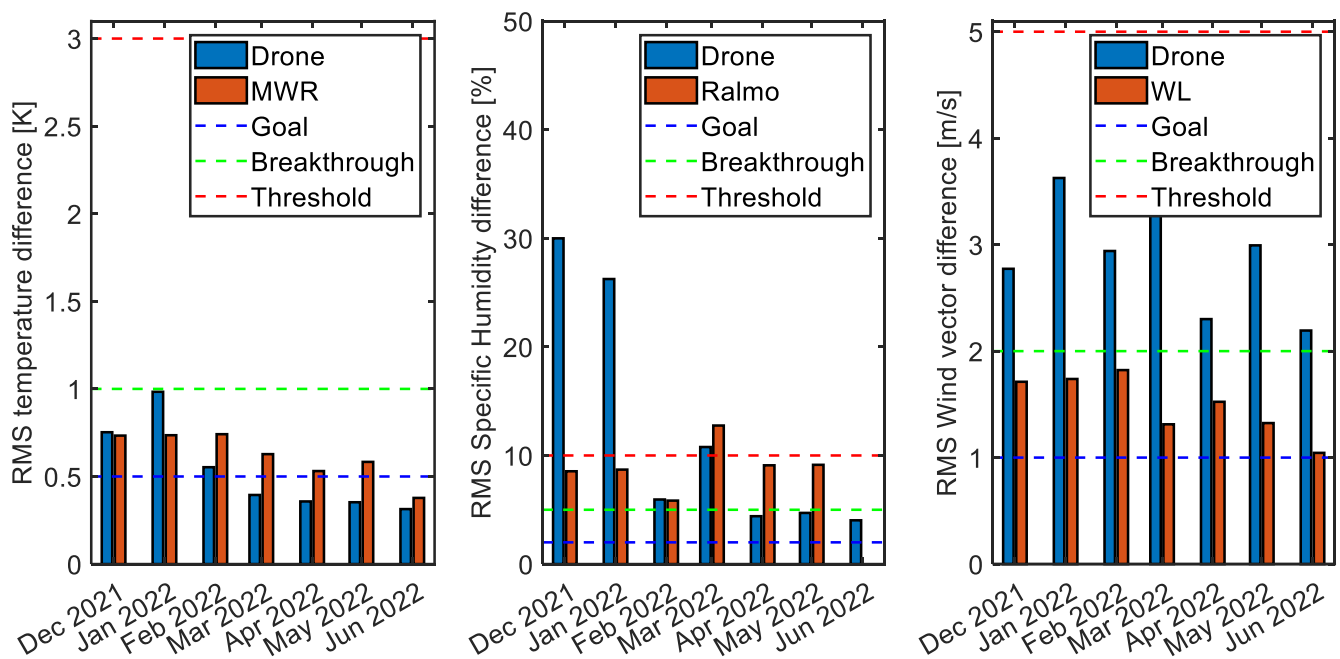 RMS temperature difference [K]
3
2.5
2
1.5
1
0.5
0
Drone
MWR
Goal
Breakthrough
Threshold
Dec 2021
Jan 2022
Feb 2022
Mar 2022
Apr 2022
May 2022
Jun 2022
RMS Specific Humidity difference [%]
50
40
30
20
10
0
Drone
Ralmo
Goal
Breakthrough
Threshold
Dec 2021
Jan 2022
Feb 2022
Mar 2022
Apr 2022
May 2022
Jun 2022
RMS Wind vector difference [m/s]
5
4
3
2
1
0
Drone
WL
Goal
Breakthrough
Threshold
Dec 2021
Jan 2022
Feb 2022
Mar 2022
Apr 2022
May 2022
Jun 2022